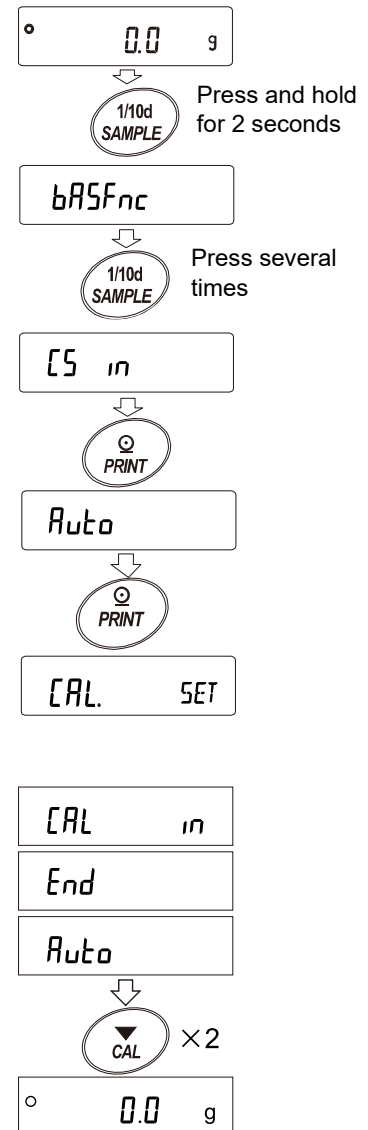 0.0 g
Press and hold
for 2 seconds
1/10d
SAMPLE
bASFnc
Press several
times
1/10d
SAMPLE
CS in
PRINT
Auto
PRINT
CAL. SET
CAL in
End
Auto
CAL
×2
0.0 g